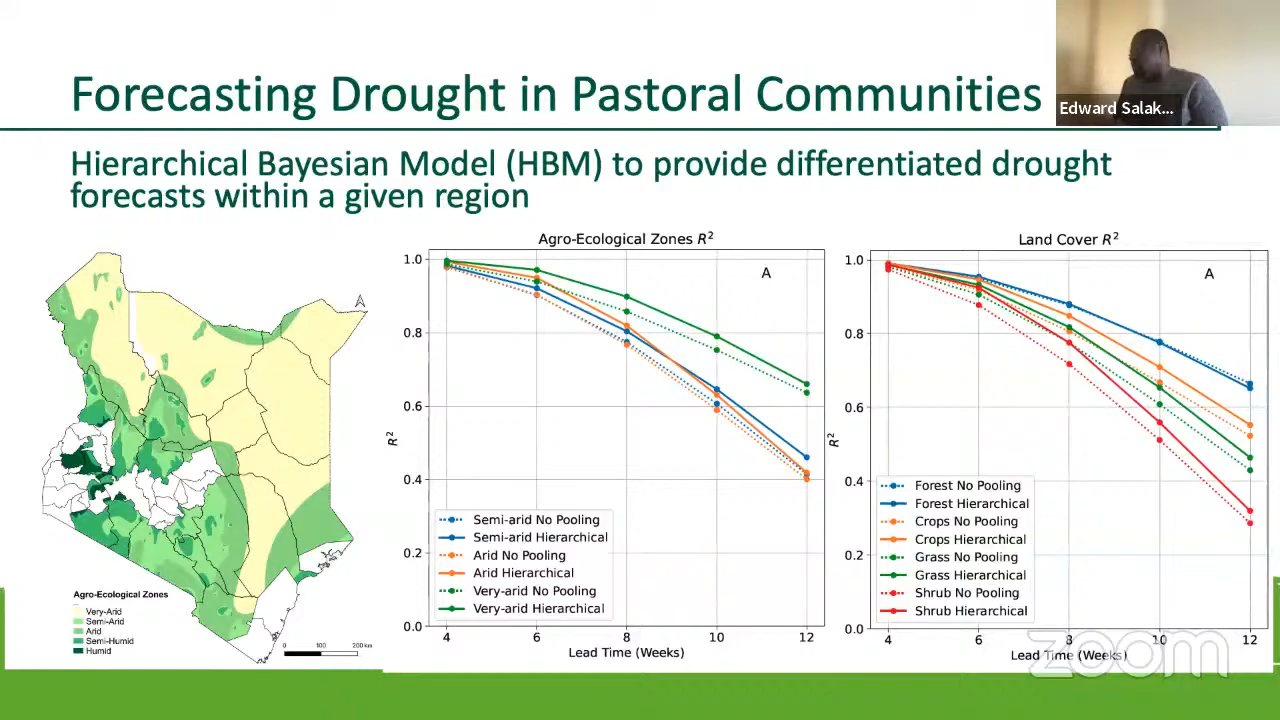 Forecasting Drought in Pastoral Communities
Edward Salak...
Hierarchical Bayesian Model (HBM) to provide differentiated drought
forecasts within a given region
Agro-Ecological Zones
Very-Arid
Semi-Arid
Arid
Semi-Humid
Humid
0 100 200 km
Agro-Ecological Zones R²
A
R²
1.0
0.8
0.6
0.4
0.2
0.0
Semi-arid No Pooling
Semi-arid Hierarchical
Arid No Pooling
Arid Hierarchical
Very-arid No Pooling
Very-arid Hierarchical
4 6 8 10 12
Lead Time (Weeks)
Land Cover R²
A
R²
1.0
0.8
0.6
0.4
0.2
0.0
Forest No Pooling
Forest Hierarchical
Crops No Pooling
Crops Hierarchical
Grass No Pooling
Grass Hierarchical
Shrub No Pooling
Shrub Hierarchical
4 6 8 10 12
Lead Time (Weeks)
zoom